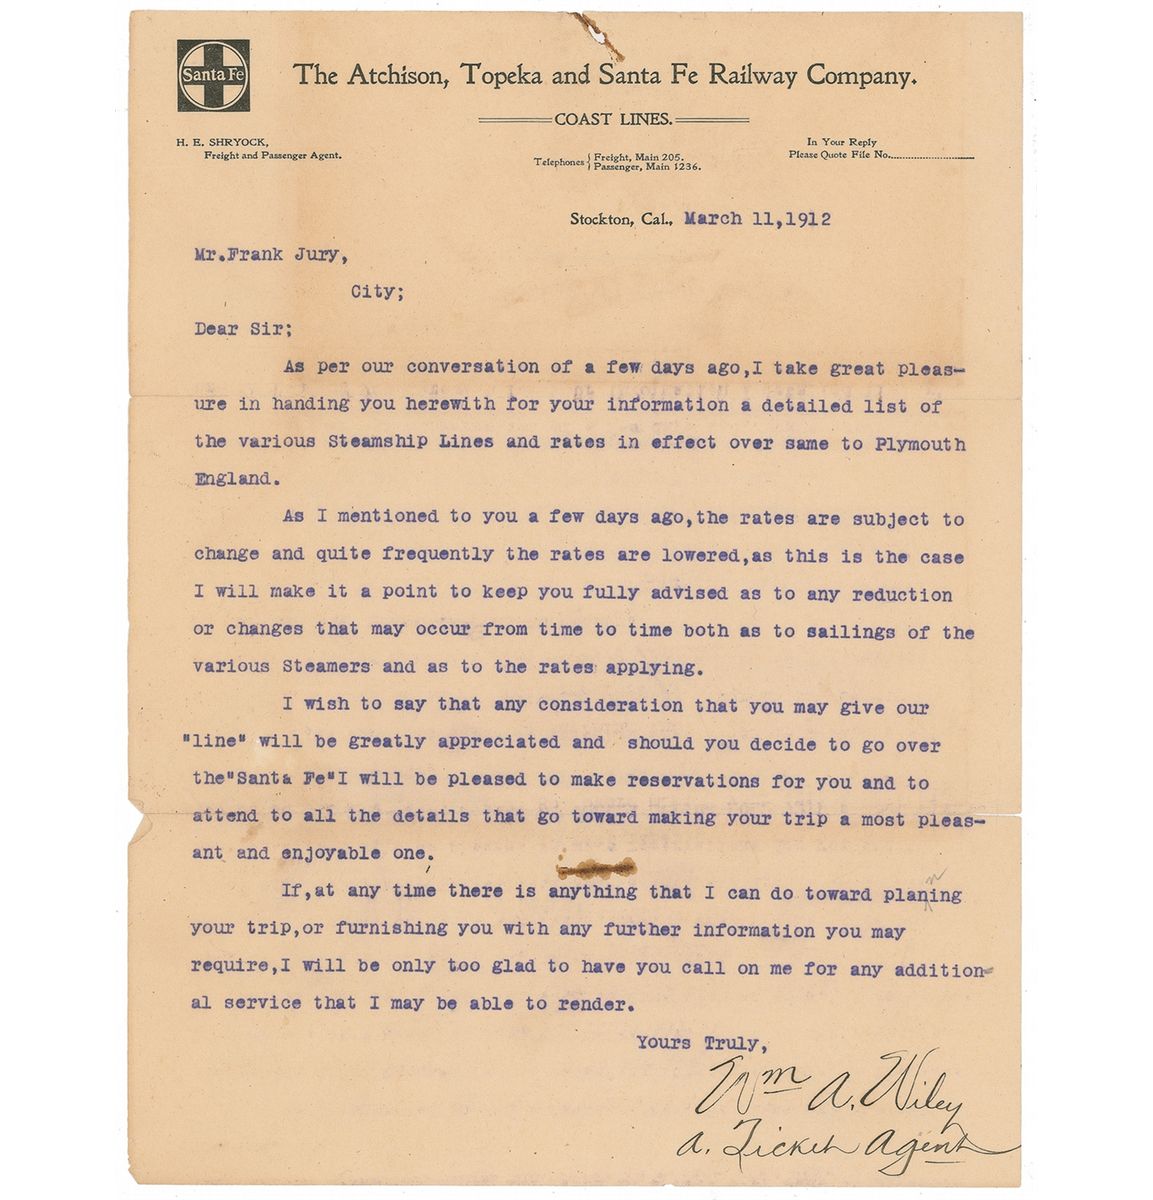 Santa Fe
The Atchison, Topeka and Santa Fe Railway Company.
COAST LINES.
H. E. SHRYOCK,
Freight and Passenger Agent.
Telephones { Freight, Main 205.
Passenger, Main 1236.
In Your Reply
Please Quote File No..............................
Stockton, Cal., March 11,1912
Mr.Frank Jury,
City;
Dear Sir;
As per our conversation of a few days ago,I take great pleas-
ure in handing you herewith for your information a detailed list of
the various Steamship Lines and rates in effect over same to Plymouth
England.
As I mentioned to you a few days ago,the rates are subject to
change and quite frequently the rates are lowered,as this is the case
I will make it a point to keep you fully advised as to any reduction
or changes that may occur from time to time both as to sailings of the
various Steamers and as to the rates applying.
I wish to say that any consideration that you may give our
"line" will be greatly appreciated and should you decide to go over
the"Santa Fe"I will be pleased to make reservations for you and to
attend to all the details that go toward making your trip a most pleas-
ant and enjoyable one.
n
If,at any time there is anything that I can do toward planing
your trip,or furnishing you with any further information you may
require,I will be only too glad to have you call on me for any addition-
al service that I may be able to render.
Yours Truly,
Wm A. Wiley
A. Ticket Agent